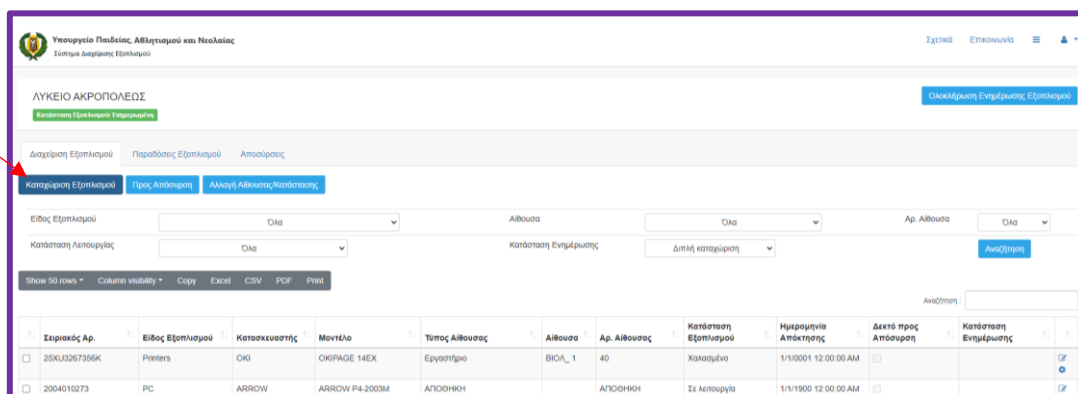 Υπουργείο Παιδείας, Αθλητισμού και Νεολαίας
Σύστημα Διαχείρισης Εξοπλισμού
Σχετικά Επικοινωνία
ΛΥΚΕΙΟ ΑΚΡΟΠΟΛΕΩΣ
Ολοκλήρωση Ενημέρωσης Εξοπλισμού
Κατάσταση Εξοπλισμού: Ενημερωμένη
Διαχείριση Εξοπλισμού Παραδόσεις Εξοπλισμού Αποσύρσεις
Καταχώριση Εξοπλισμού Προς Απόσυρση Αλλαγή Αίθουσας/Κατάστασης
Είδος Εξοπλισμού Όλα Αίθουσα Όλα Αρ. Αίθουσα Όλα
Κατάσταση Λειτουργίας Όλα Κατάσταση Ενημέρωσης Διπλή καταχώριση Αναζήτηση
Show 50 rows Column visibility Copy Excel CSV PDF Print
Αναζήτηση :
Σειριακός Αρ. Είδος Εξοπλισμού Κατασκευαστής Μοντέλο Τύπος Αίθουσας Αίθουσα Αρ. Αίθουσας Κατάσταση Εξοπλισμού Ημερομηνία Απόκτησης Δεκτό προς Απόσυρση Κατάσταση Ενημέρωσης
25XU3267356K Printers OKI OKIPAGE 14EX Εργαστήριο ΒΙΟΛ_ 1 40 Χαλασμένο 1/1/0001 12:00:00 AM
2004010273 PC ARROW ARROW P4-2003M ΑΠΟΘΗΚΗ ΑΠΟΘΗΚΗ Σε λειτουργία 1/1/1900 12:00:00 AM